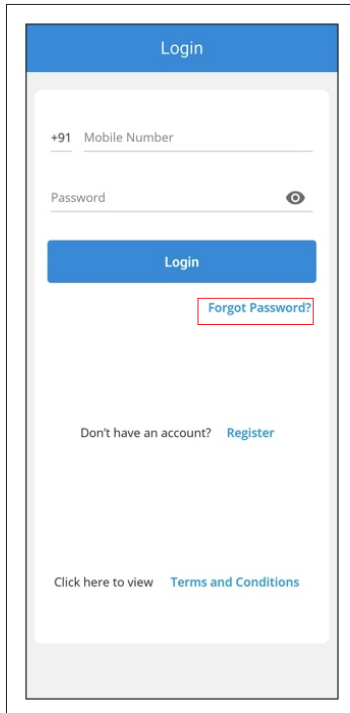 Login
+91 Mobile Number
Password
Login
Forgot Password?
Don't have an account? Register
Click here to view Terms and Conditions